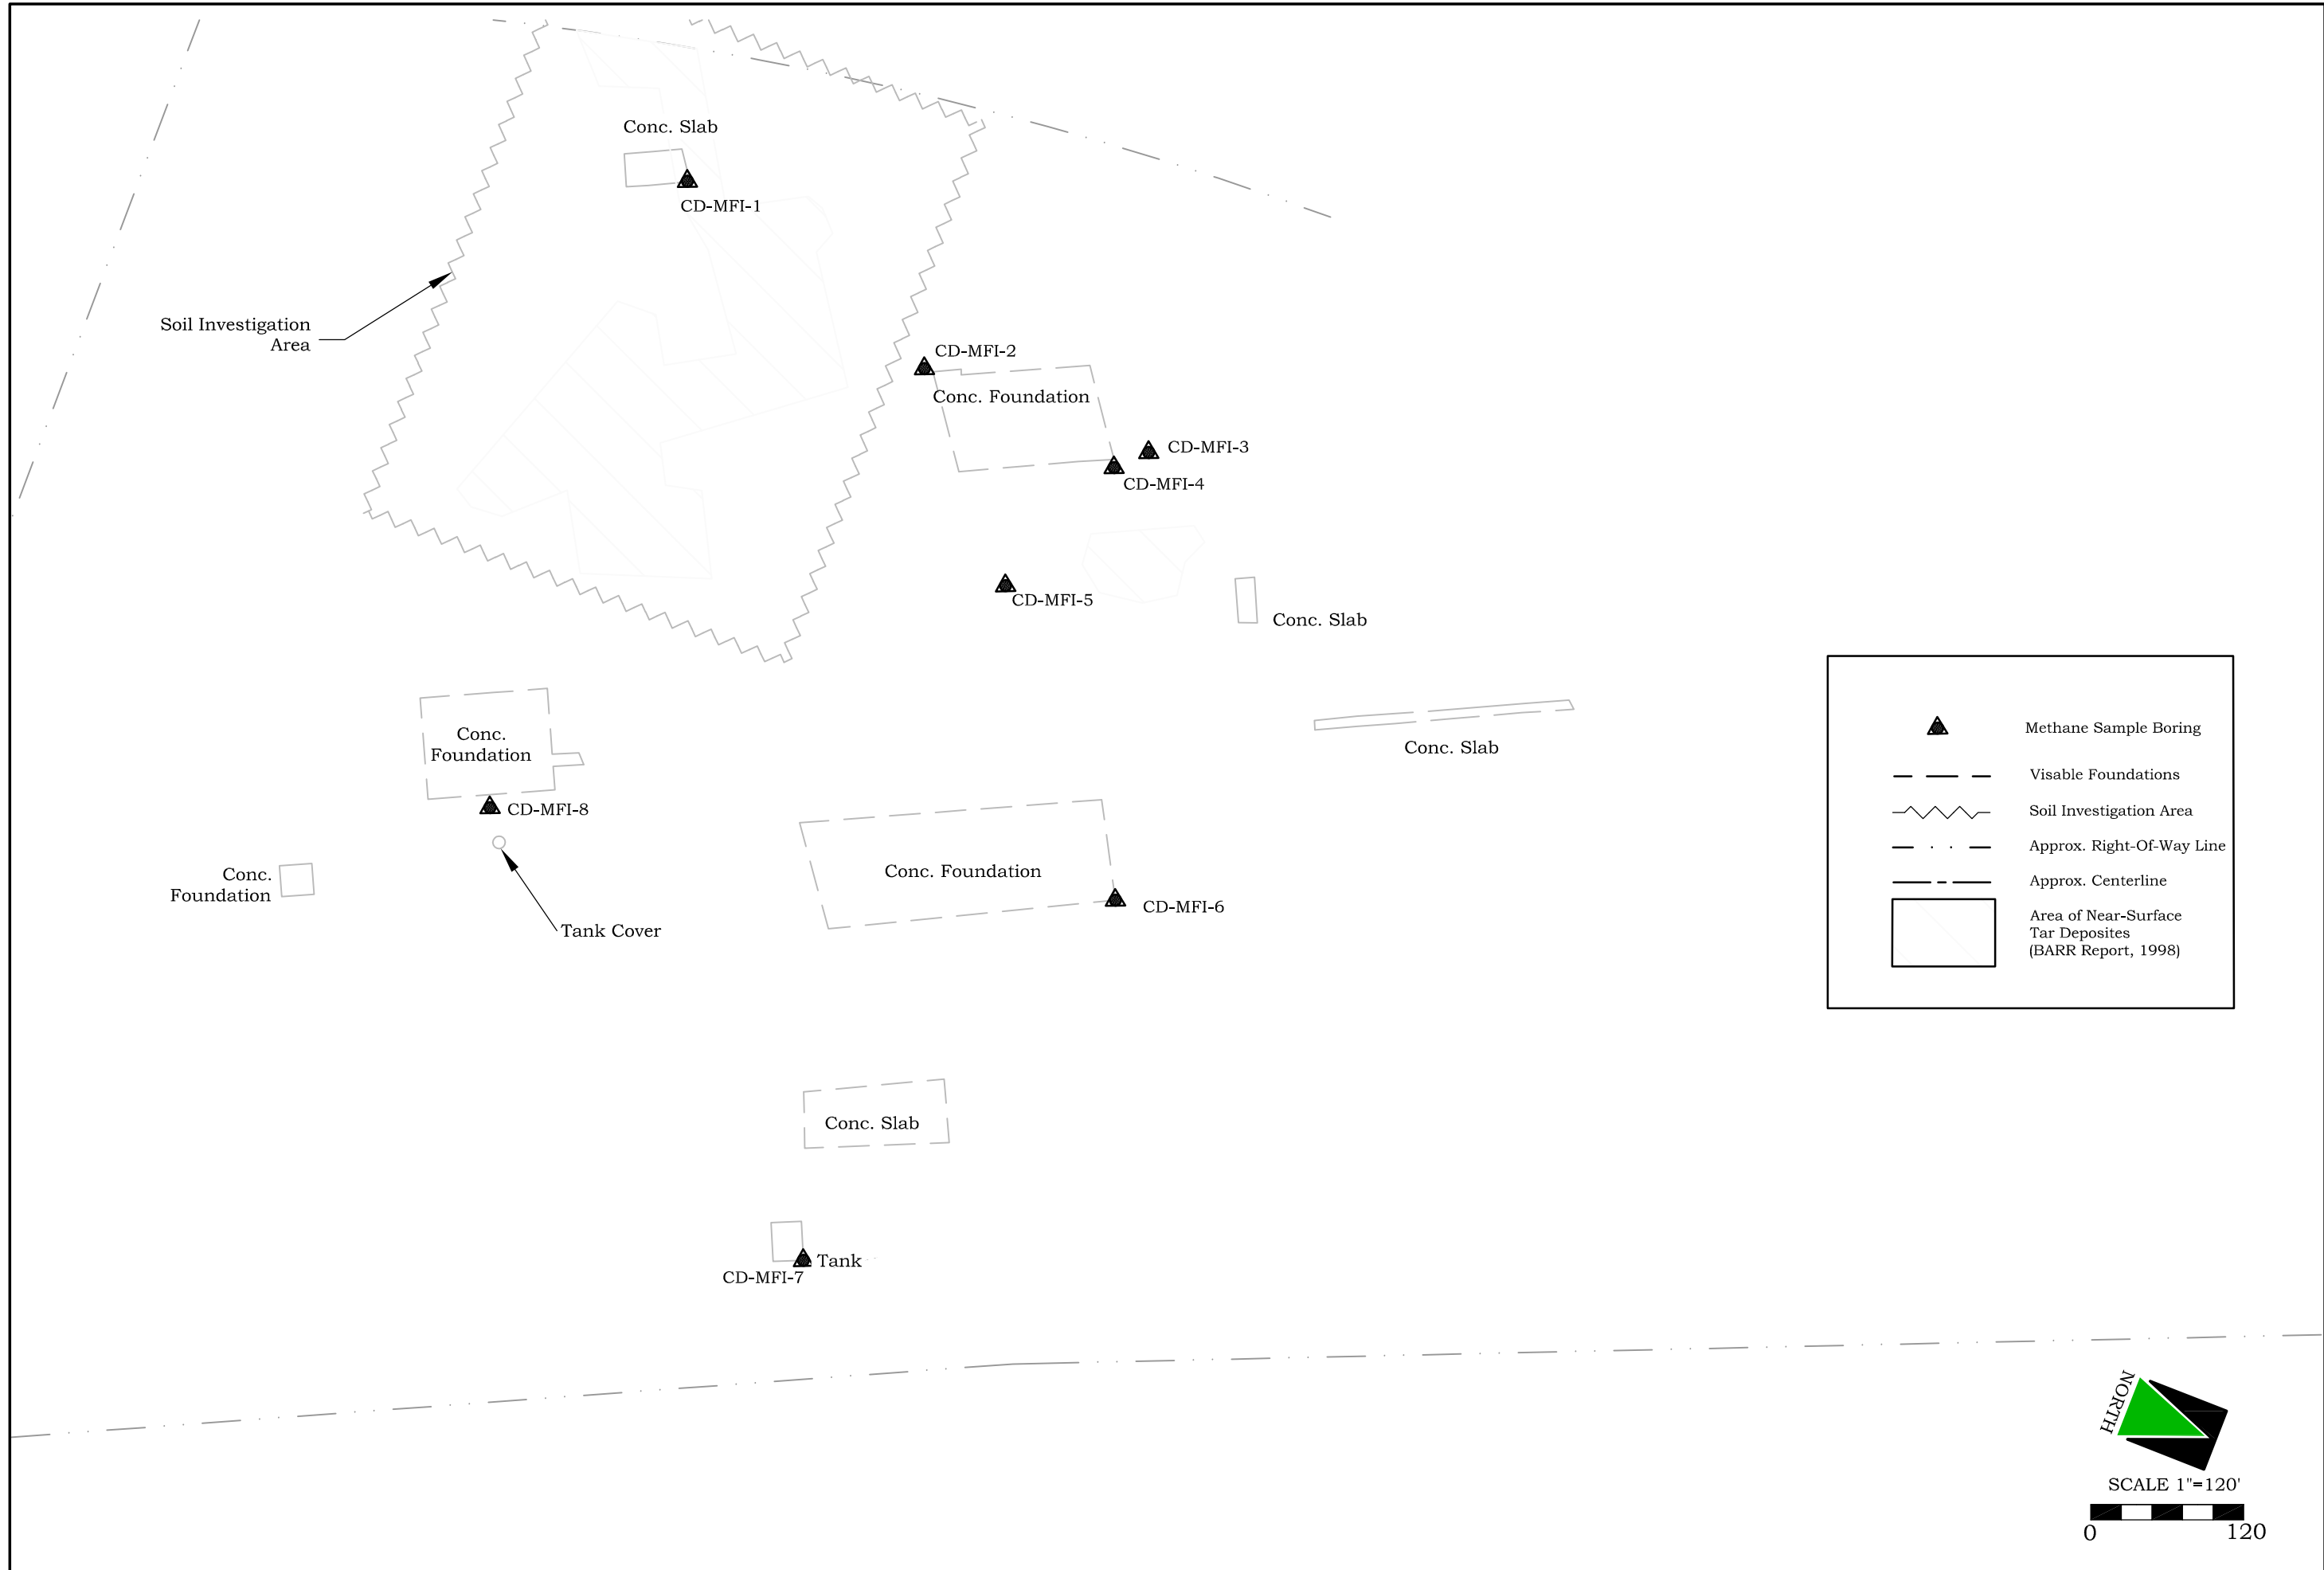 Conc. Slab
CD-MFI-1
Soil Investigation
Area
CD-MFI-2
Conc. Foundation
CD-MFI-3
CD-MFI-4
CD-MFI-5
Conc. Slab
Conc.
Foundation
Conc. Slab
CD-MFI-8
Conc. Foundation
Conc.
Foundation
CD-MFI-6
Tank Cover
Conc. Slab
Tank
CD-MFI-7
Methane Sample Boring
Visable Foundations
Soil Investigation Area
Approx. Right-Of-Way Line
Approx. Centerline
Area of Near-Surface
Tar Deposites
(BARR Report, 1998)
NORTH
SCALE 1"=120'
0 120